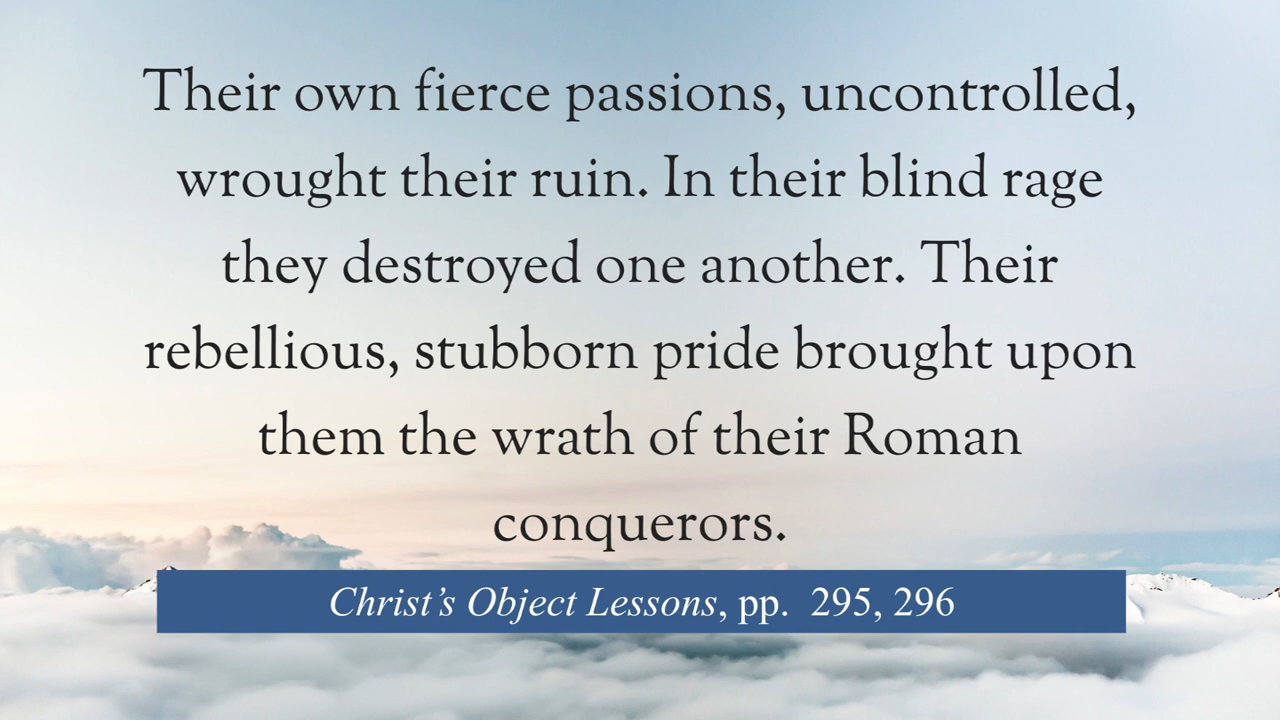 Their own fierce passions, uncontrolled,
wrought their ruin. In their blind rage
they destroyed one another. Their
rebellious, stubborn pride brought upon
them the wrath of their Roman
conquerors.
Christ’s Object Lessons, pp.  295, 296